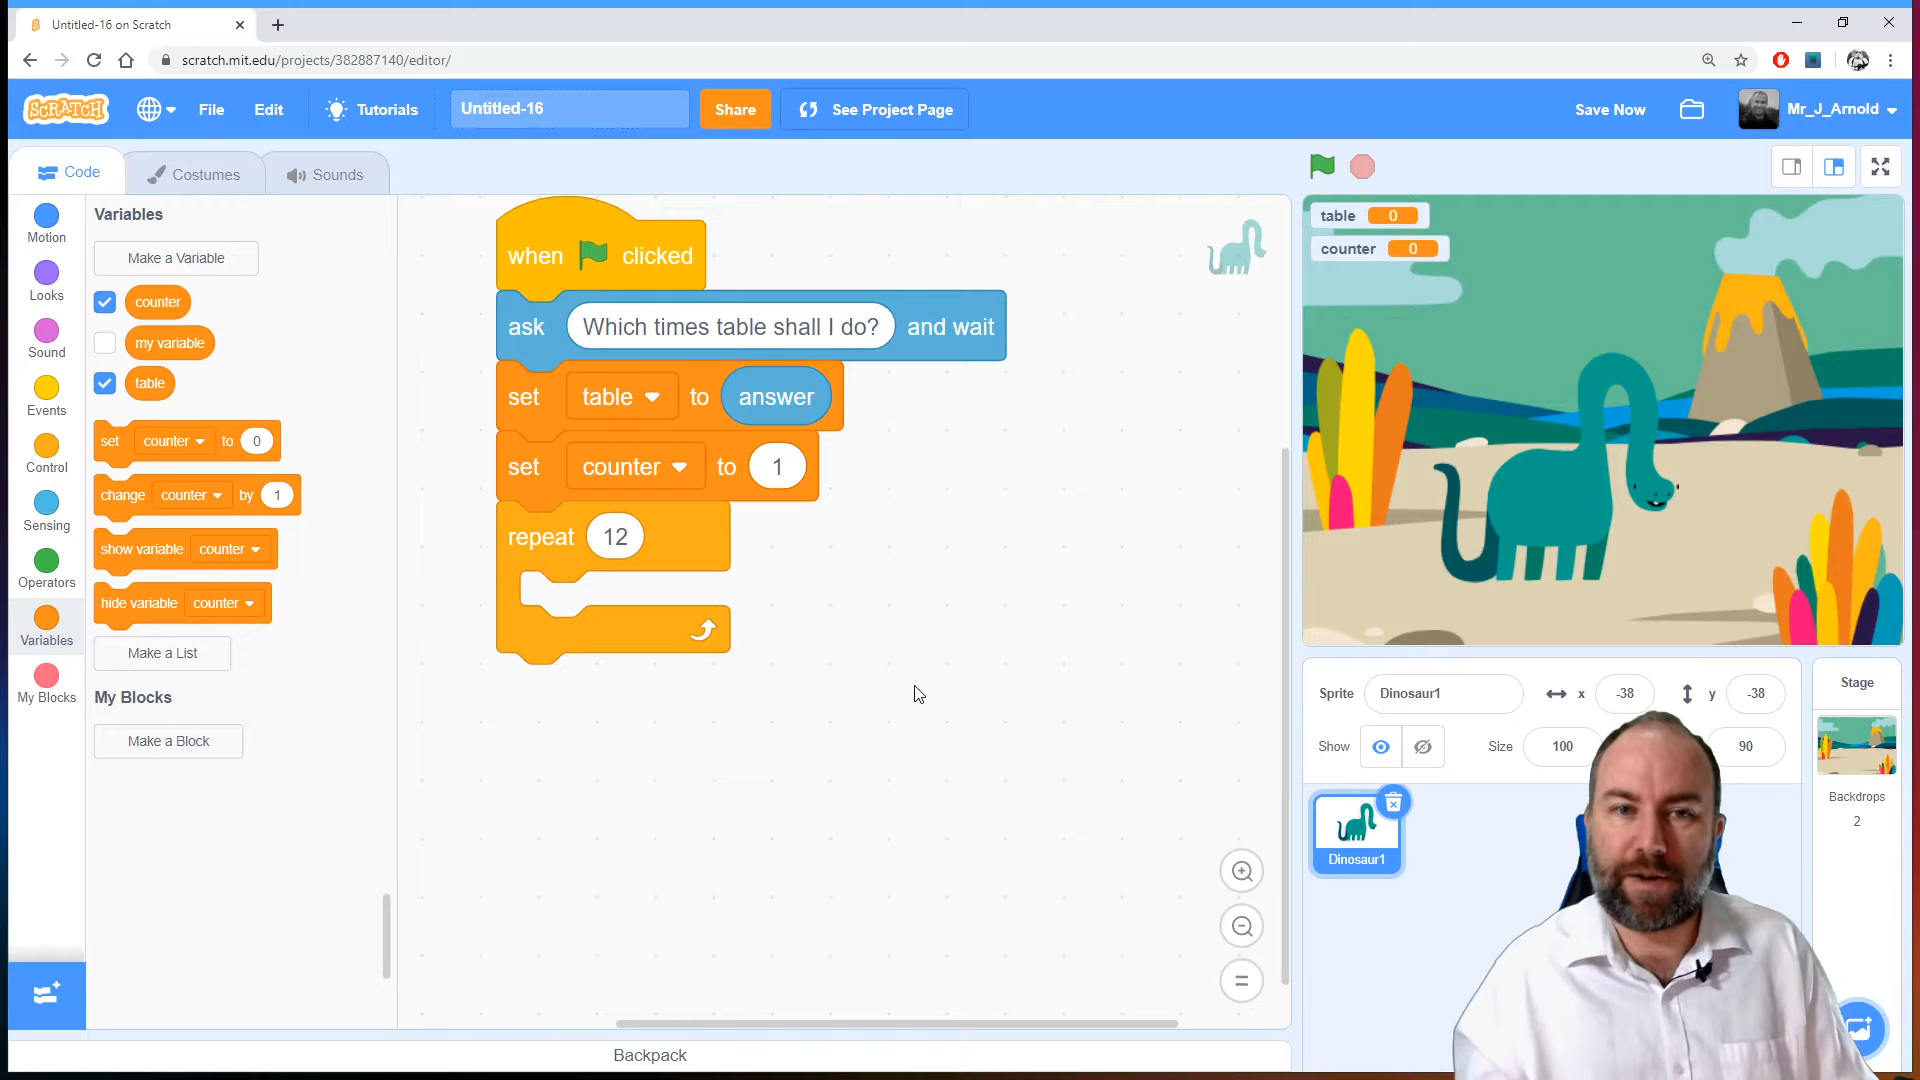 Untitled-16 on Scratch
scratch.mit.edu/projects/382887140/editor/
SCRATCH
File
Edit
Tutorials
Untitled-16
Share
See Project Page
Save Now
Mr_J_Arnold
Code
Costumes
Sounds
Motion
Looks
Sound
Events
Control
Sensing
Operators
Variables
My Blocks
Variables
Make a Variable
counter
my variable
table
set counter to 0
change counter by 1
show variable counter
hide variable counter
Make a List
My Blocks
Make a Block
when clicked
ask Which times table shall I do? and wait
set table to answer
set counter to 1
repeat 12
Backpack
table 0
counter 0
Sprite Dinosaur1 x -38 y -38
Show Size 100 90
Dinosaur1
Stage
Backdrops
2